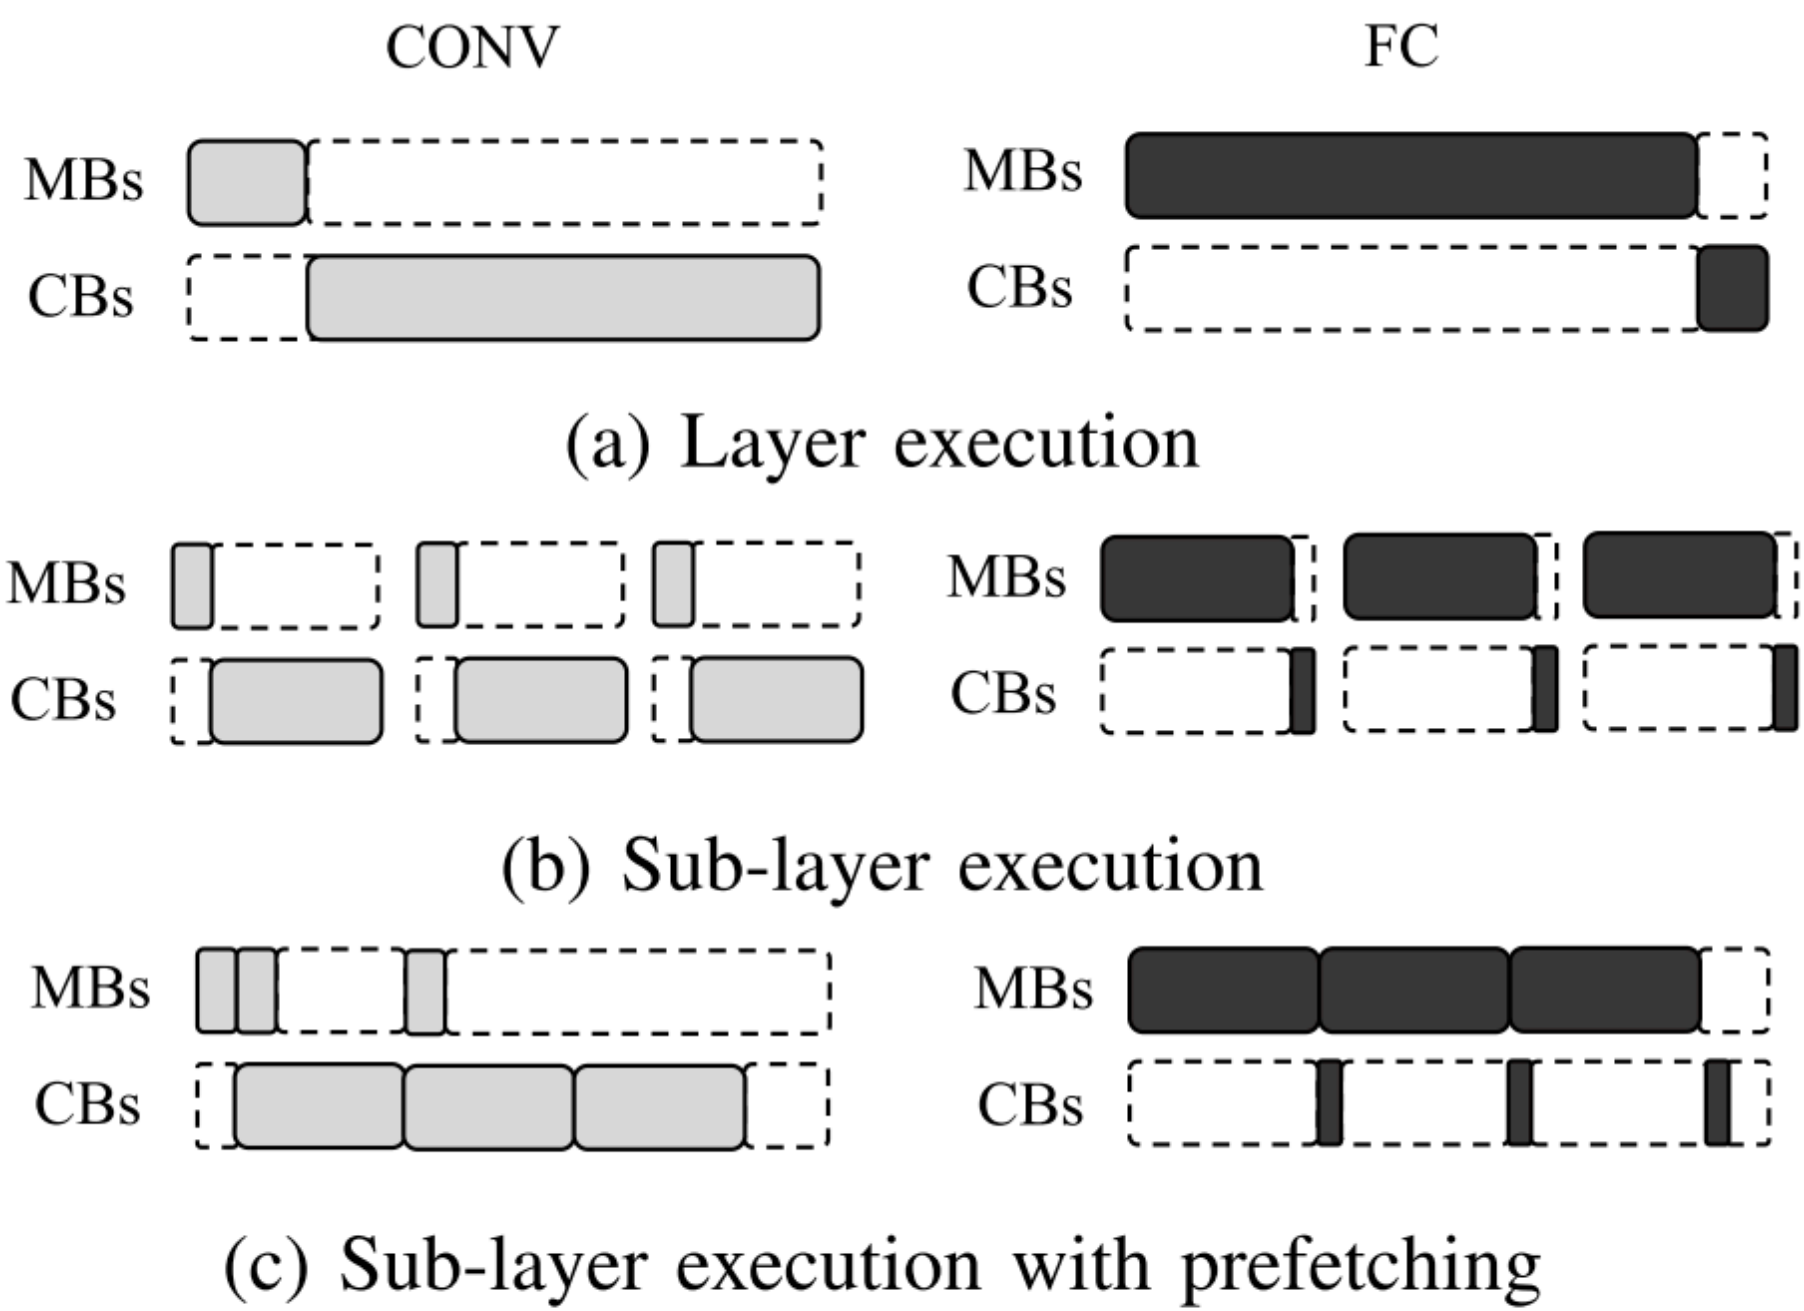 CONV FC
MBs MBs
CBs CBs
(a) Layer execution
MBs MBs
CBs CBs
(b) Sub-layer execution
MBs MBs
CBs CBs
(c) Sub-layer execution with prefetching